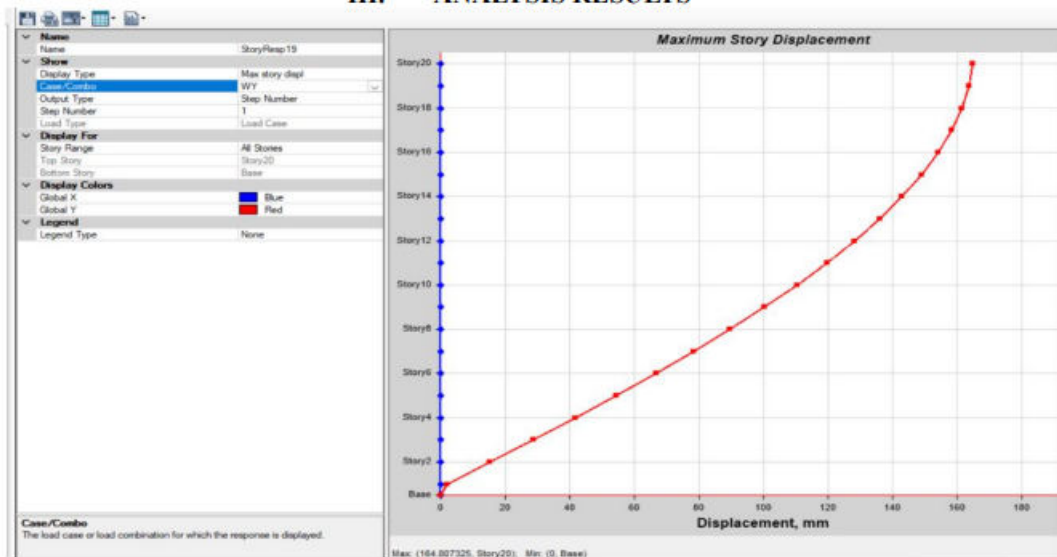 III. ANALYSIS RESULTS
Name
Name StoryResp19
Show
Display Type Max story displ
Case/Combo WY
Output Type Step Number
Step Number 1
Load Type Load Case
Display For
Story Range All Stories
Top Story Story20
Bottom Story Base
Display Colors
Global X Blue
Global Y Red
Legend
Legend Type None
Case/Combo
The load case or load combination for which the response is displayed.
Maximum Story Displacement
Story20
Story18
Story16
Story14
Story12
Story10
Story8
Story6
Story4
Story2
Base
0 20 40 60 80 100 120 140 160 180
Displacement, mm
Max: (164.807325, Story20); Min: (0, Base)